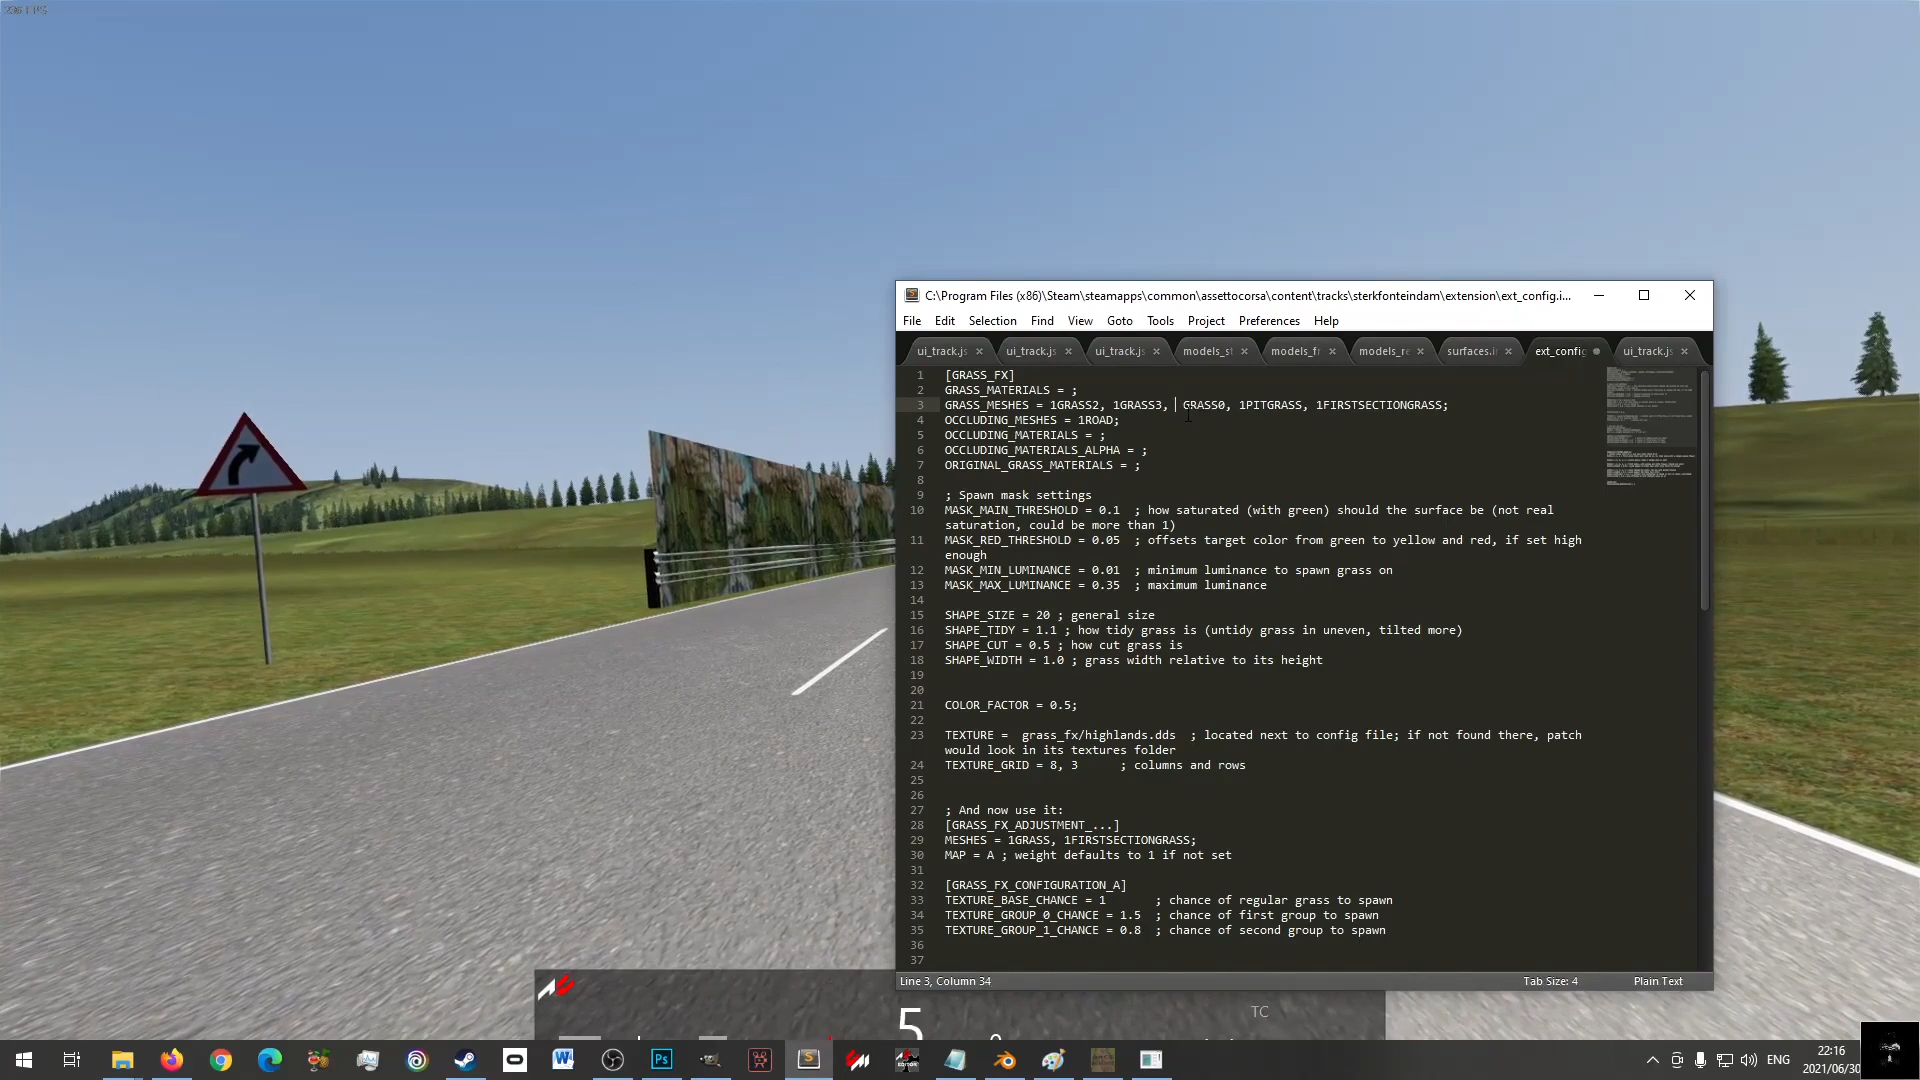 C:\Program Files (x86)\Steam\steamapps\common\assettocorsa\content\tracks\sterkfonteindam\extension\ext_config.i...
File Edit Selection Find View Goto Tools Project Preferences Help
ui_track.js ui_track.js ui_track.js models_st models_fr models_re surfaces.i ext_config ui_track.js
1 [GRASS_FX]
2 GRASS_MATERIALS = ;
3 GRASS_MESHES = 1GRASS2, 1GRASS3, GRASS0, 1PITGRASS, 1FIRSTSECTIONGRASS;
4 OCCLUDING_MESHES = 1ROAD;
5 OCCLUDING_MATERIALS = ;
6 OCCLUDING_MATERIALS_ALPHA = ;
7 ORIGINAL_GRASS_MATERIALS = ;
8
9 ; Spawn mask settings
10 MASK_MAIN_THRESHOLD = 0.1 ; how saturated (with green) should the surface be (not real
saturation, could be more than 1)
11 MASK_RED_THRESHOLD = 0.05 ; offsets target color from green to yellow and red, if set high
enough
12 MASK_MIN_LUMINANCE = 0.01 ; minimum luminance to spawn grass on
13 MASK_MAX_LUMINANCE = 0.35 ; maximum luminance
14
15 SHAPE_SIZE = 20 ; general size
16 SHAPE_TIDY = 1.1 ; how tidy grass is (untidy grass in uneven, tilted more)
17 SHAPE_CUT = 0.5 ; how cut grass is
18 SHAPE_WIDTH = 1.0 ; grass width relative to its height
19
20
21 COLOR_FACTOR = 0.5;
22
23 TEXTURE = grass_fx/highlands.dds ; located next to config file; if not found there, patch
would look in its textures folder
24 TEXTURE_GRID = 8, 3 ; columns and rows
25
26
27 ; And now use it:
28 [GRASS_FX_ADJUSTMENT_...]
29 MESHES = 1GRASS, 1FIRSTSECTIONGRASS;
30 MAP = A ; weight defaults to 1 if not set
31
32 [GRASS_FX_CONFIGURATION_A]
33 TEXTURE_BASE_CHANCE = 1 ; chance of regular grass to spawn
34 TEXTURE_GROUP_0_CHANCE = 1.5 ; chance of first group to spawn
35 TEXTURE_GROUP_1_CHANCE = 0.8 ; chance of second group to spawn
36
37
Line 3, Column 34 Tab Size: 4 Plain Text
5 TC
ENG 22:16
2021/06/30